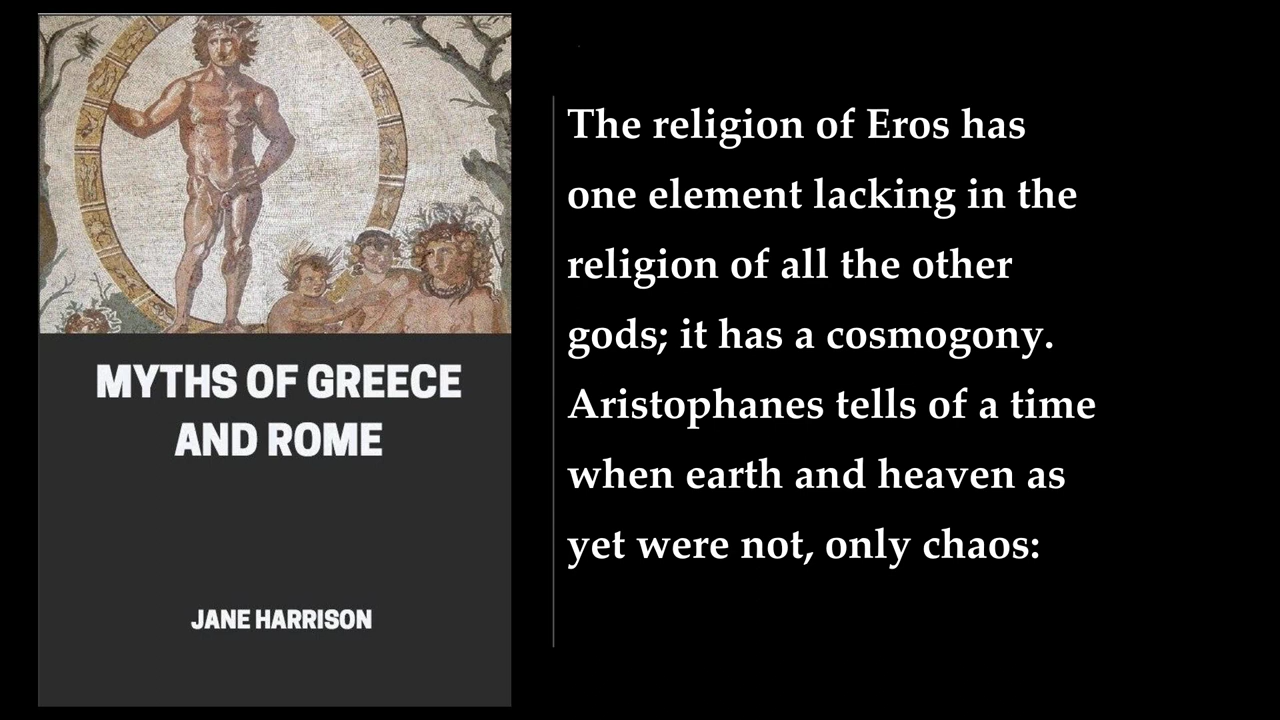 MYTHS OF GREECE
AND ROME
JANE HARRISON
The religion of Eros has
one element lacking in the
religion of all the other
gods; it has a cosmogony.
Aristophanes tells of a time
when earth and heaven as
yet were not, only chaos: